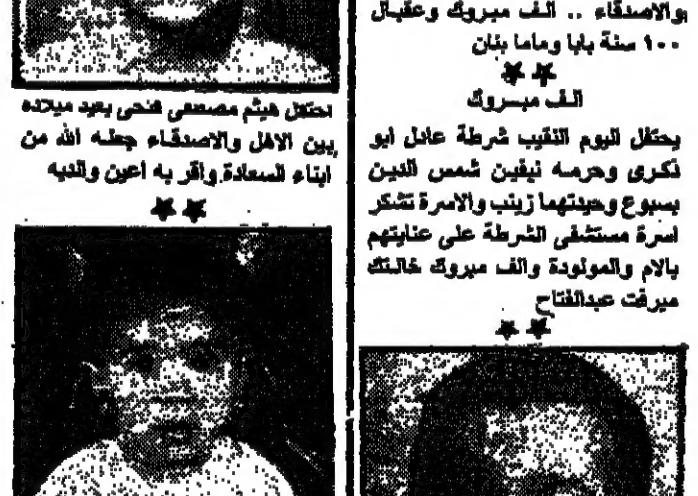 والاصدقاء .. الف مبروك وعقبال
١٠٠ سنة بابا وماما بنان
الف مبسروك
يحتفل اليوم النقيب شرطة عادل ابو
ذكرى وحرمه نيفين شمس الدين
بسبوع وحيدتهما زينب والاسرة تشكر
اسرة مستشفى الشرطة على عنايتهم
بالام والمولودة والف مبروك خالتك
ميرفت عبدالفتاح
احتفل هيثم مصطفى فتحى بعيد ميلاده
بين الاهل والاصدقاء جعله الله من
ابناء السعادة واقر به اعين والديه